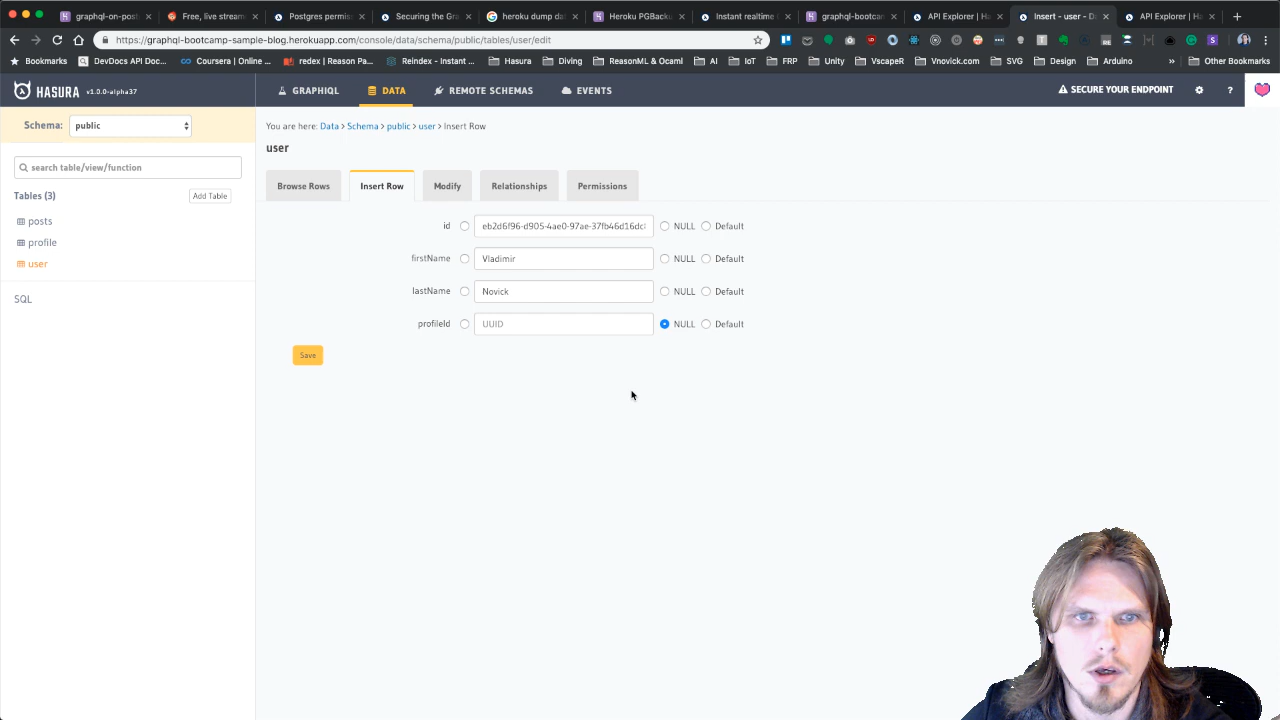 graphql-on-post
Free, live stream
Postgres permis
Securing the Gra
heroku dump da
Heroku PGBacku
Instant realtime
graphql-bootcam
API Explorer | Ha
Insert - user - D
API Explorer | Ha
https://graphql-bootcamp-sample-blog.herokuapp.com/console/data/schema/public/tables/user/edit
Bookmarks
DevDocs API Doc...
Coursera | Online ...
redex | Reason Pa...
Reindex - Instant ...
Hasura
Diving
ReasonML & Ocaml
AI
IoT
FRP
Unity
VscapeR
Vnovick.com
SVG
Design
Arduino
»
Other Bookmarks
HASURA v1.0.0-alpha37
GRAPHIQL
DATA
REMOTE SCHEMAS
EVENTS
SECURE YOUR ENDPOINT
?
Schema: public
You are here: Data > Schema > public > user > Insert Row
user
search table/view/function
Browse Rows
Insert Row
Modify
Relationships
Permissions
Tables (3)
Add Table
posts
profile
user
SQL
id eb2d6f96-d905-4ae0-97ae-37fb46d16dc NULL Default
firstName Vladimir NULL Default
lastName Novick NULL Default
profileId UUID NULL Default
Save